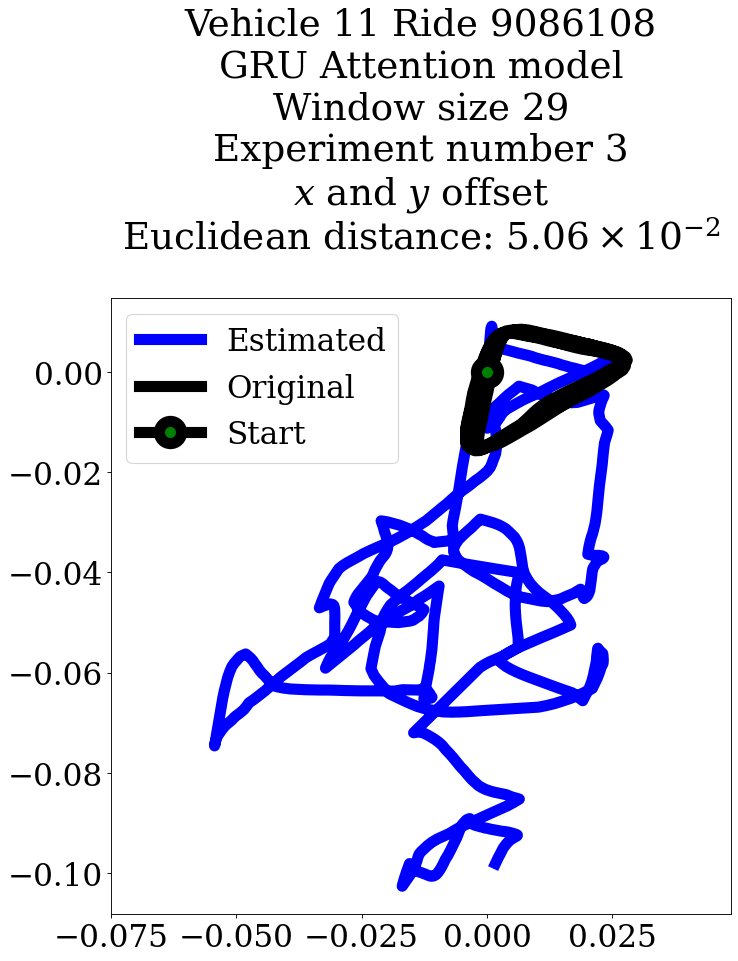 Vehicle 11 Ride 9086108
GRU Attention model
Window size 29
Experiment number 3
x and y offset
Euclidean distance: 5.06 × 10⁻²
Estimated
Original
Start
0.00
−0.02
−0.04
−0.06
−0.08
−0.10
−0.075 −0.050 −0.025 0.000 0.025